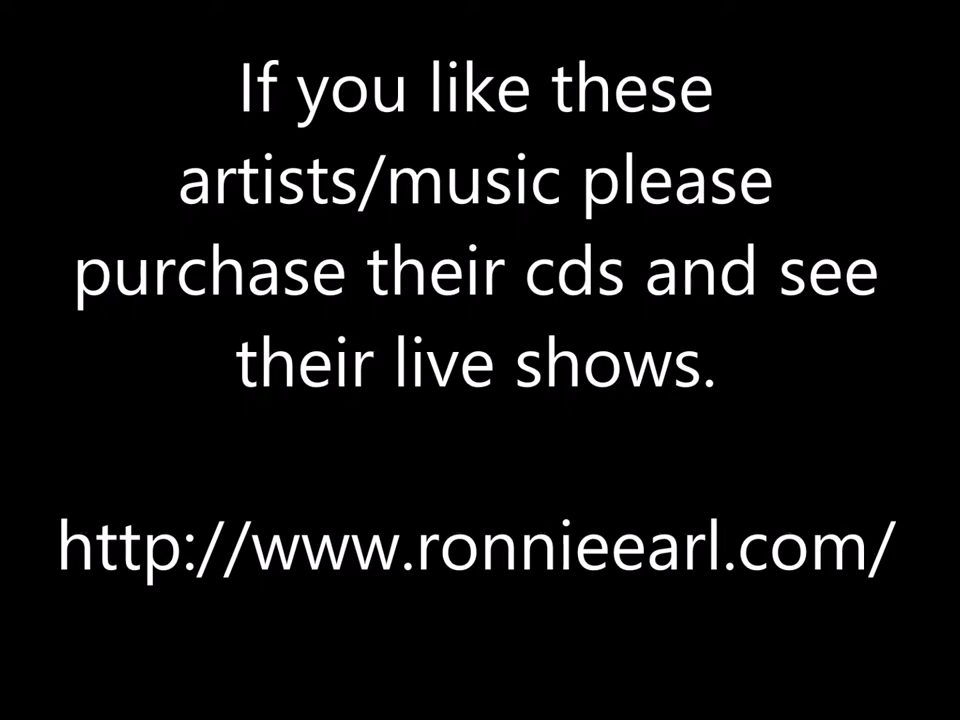 If you like these
artists/music please
purchase their cds and see
their live shows.
http://www.ronnieearl.com/